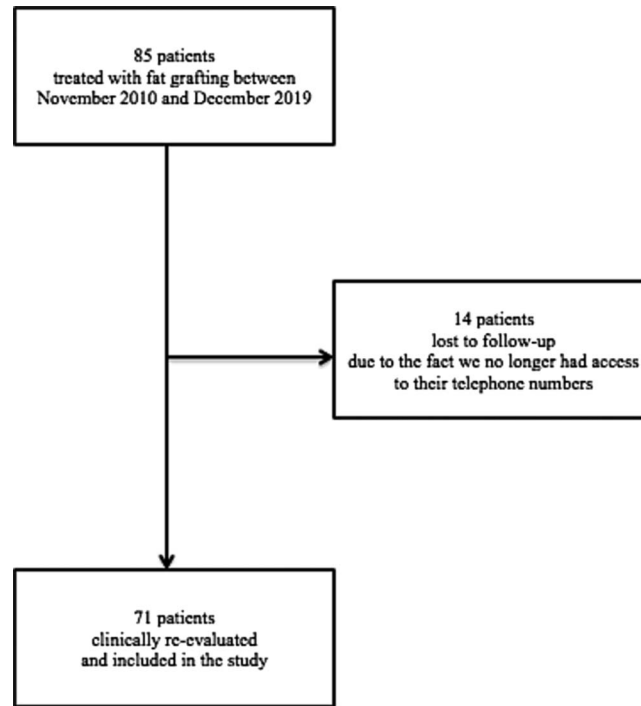 85 patients
treated with fat grafting between
November 2010 and December 2019
14 patients
lost to follow-up
due to the fact we no longer had access
to their telephone numbers
71 patients
clinically re-evaluated
and included in the study